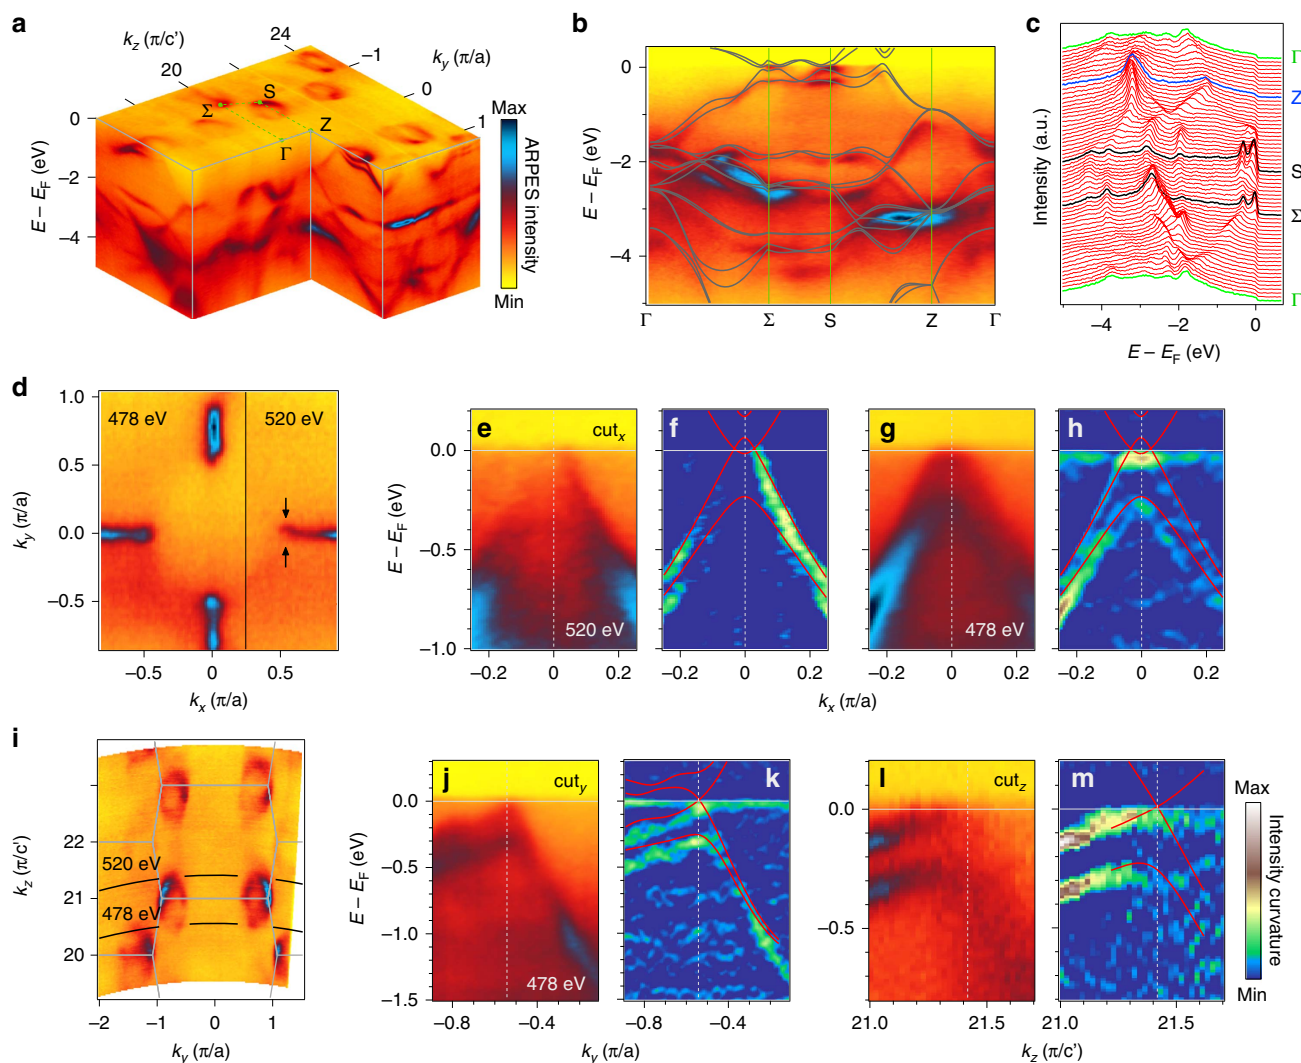 a
k_z (π/c')
20
24
−1
0
1
k_y (π/a)
Σ
S
Z
Γ
0
−2
−4
E − E_F (eV)
Max
ARPES intensity
Min
b
0
−2
−4
E − E_F (eV)
Γ
Σ
S
Z
Γ
c
Intensity (a.u.)
Γ
Z
S
Σ
Γ
−4
−2
0
E − E_F (eV)
d
478 eV
520 eV
1.0
0.5
0.0
−0.5
k_y (π/a)
−0.5
0
0.5
k_x (π/a)
e
cut_x
520 eV
0.0
−0.5
−1.0
E − E_F (eV)
−0.2
0
0.2
f
−0.2
0
0.2
g
478 eV
−0.2
0
0.2
h
−0.2
0
0.2
k_x (π/a)
i
520 eV
478 eV
22
21
20
k_z (π/c')
−2
−1
0
1
k_y (π/a)
j
cut_y
478 eV
0.0
−0.5
−1.0
−1.5
E − E_F (eV)
−0.8
−0.4
k
−0.8
−0.4
k_y (π/a)
l
cut_z
0.0
−0.5
21.0
21.5
m
21.0
21.5
k_z (π/c')
Max
Intensity curvature
Min